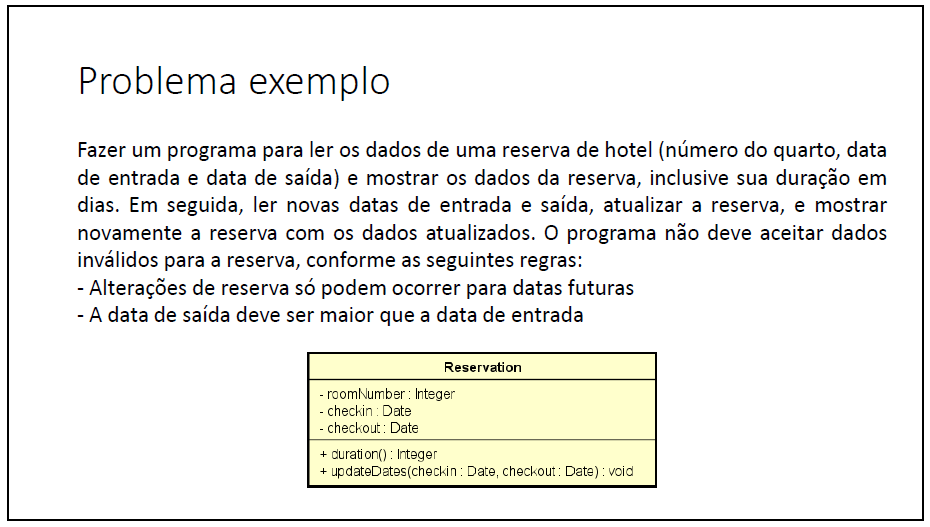 Problema exemplo
Fazer um programa para ler os dados de uma reserva de hotel (número do quarto, data
de entrada e data de saída) e mostrar os dados da reserva, inclusive sua duração em
dias. Em seguida, ler novas datas de entrada e saída, atualizar a reserva, e mostrar
novamente a reserva com os dados atualizados. O programa não deve aceitar dados
inválidos para a reserva, conforme as seguintes regras:
- Alterações de reserva só podem ocorrer para datas futuras
- A data de saída deve ser maior que a data de entrada
Reservation
- roomNumber : Integer
- checkin : Date
- checkout : Date
+ duration() : Integer
+ updateDates(checkin : Date, checkout : Date) : void